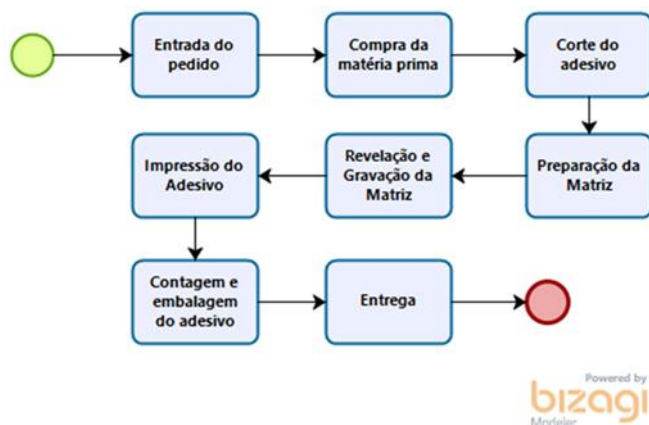 Entrada do
pedido
Compra da
matéria prima
Corte do
adesivo
Preparação da
Matriz
Revelação e
Gravação da
Matriz
Impressão do
Adesivo
Contagem e
embalagem
do adesivo
Entrega
Powered by
bizagi
Modeler